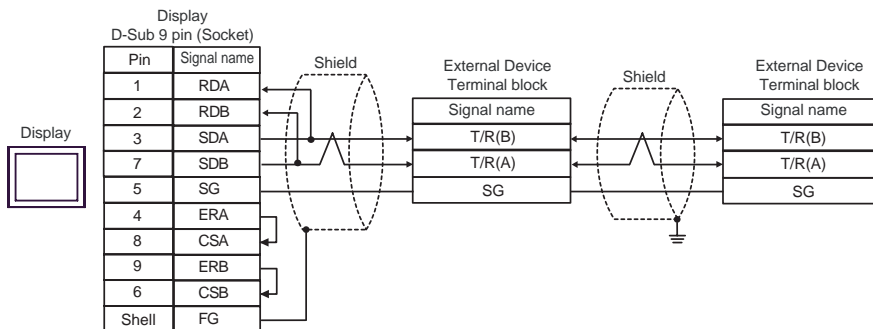 Display
D-Sub 9 pin (Socket)
Pin Signal name
1 RDA
2 RDB
3 SDA
7 SDB
5 SG
4 ERA
8 CSA
9 ERB
6 CSB
Shell FG
Display
Shield
External Device
Terminal block
Signal name
T/R(B)
T/R(A)
SG
Shield
External Device
Terminal block
Signal name
T/R(B)
T/R(A)
SG